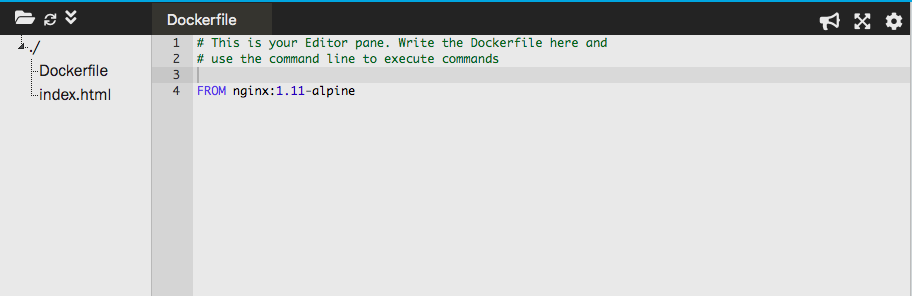 Dockerfile
./
Dockerfile
index.html
1 # This is your Editor pane. Write the Dockerfile here and
2 # use the command line to execute commands
3
4 FROM nginx:1.11-alpine